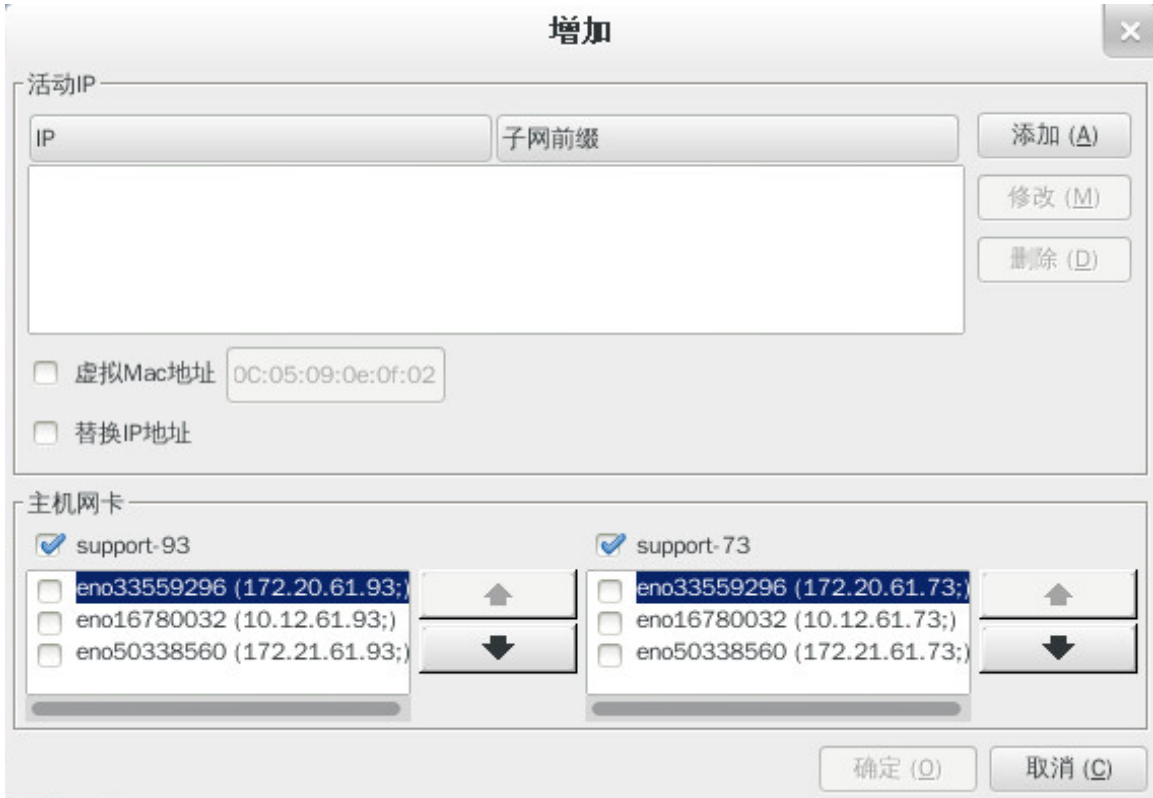 增加
活动IP
IP 子网前缀 添加 (A)
修改 (M)
删除 (D)
虚拟Mac地址 0C:05:09:0e:0f:02
替换IP地址
主机网卡
support-93 support-73
eno33559296 (172.20.61.93;) eno33559296 (172.20.61.73;)
eno16780032 (10.12.61.93;) eno16780032 (10.12.61.73;)
eno50338560 (172.21.61.93;) eno50338560 (172.21.61.73;)
确定 (O) 取消 (C)